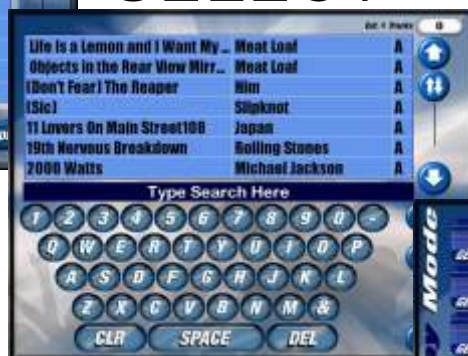 Life Is a Lemon and I Want My ... Meat Loaf A
Objects in the Rear View Mirr... Meat Loaf A
(Don't Fear) The Reaper Him A
(Sic) Slipknot A
11 Lovers On Main Street108 Japan A
19th Nervous Breakdown Rolling Stones A
2000 Watts Michael Jackson A
Type Search Here
1 2 3 4 5 6 7 8 9 0 -
Q W E R T Y U I O P
A S D F G H J K L
Z X C V B N M &
CLR SPACE DEL
Mode